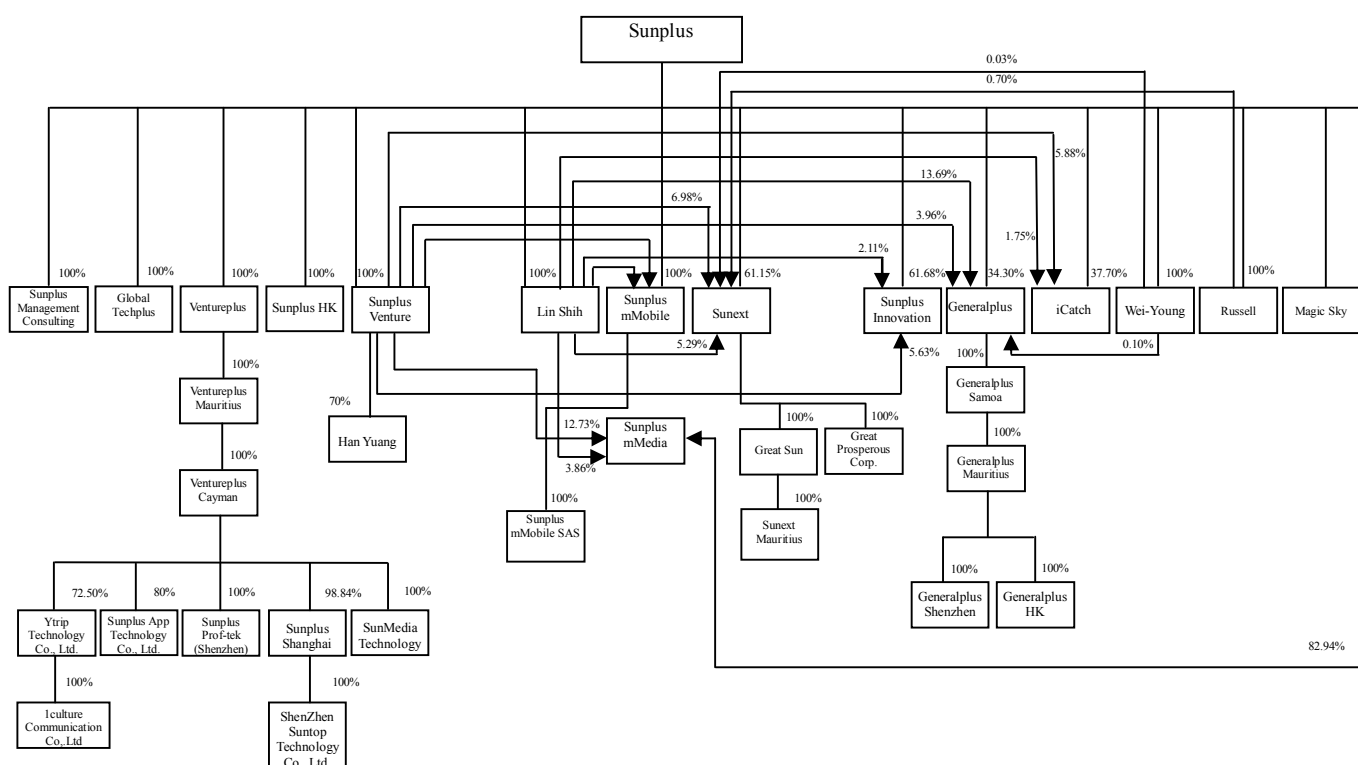 Sunplus
0.03%
0.70%
5.88%
13.69%
6.98%
3.96%
1.75%
2.11%
100%
100%
100%
100%
100%
100%
100%
61.15%
61.68%
34.30%
37.70%
100%
100%
Sunplus
Management
Consulting
Global
Techplus
Ventureplus
Sunplus HK
Sunplus
Venture
Lin Shih
Sunplus
mMobile
Sunext
Sunplus
Innovation
Generalplus
iCatch
Wei-Young
Russell
Magic Sky
5.29%
5.63%
0.10%
100%
100%
Ventureplus
Mauritius
Generalplus
Samoa
70%
Han Yuang
12.73%
3.86%
Sunplus
mMedia
100%
100%
Great Sun
Great
Prosperous
Corp.
100%
Generalplus
Mauritius
100%
Ventureplus
Cayman
100%
Sunplus
mMobile SAS
100%
Sunext
Mauritius
72.50%
80%
100%
98.84%
100%
100%
100%
Ytrip
Technology
Co., Ltd.
Sunplus App
Technology
Co., Ltd.
Sunplus
Prof-tek
(Shenzhen)
Sunplus
Shanghai
SunMedia
Technology
Generalplus
Shenzhen
Generalplus
HK
82.94%
100%
100%
1culture
Communication
Co,.Ltd
ShenZhen
Suntop
Technology
Co., Ltd.